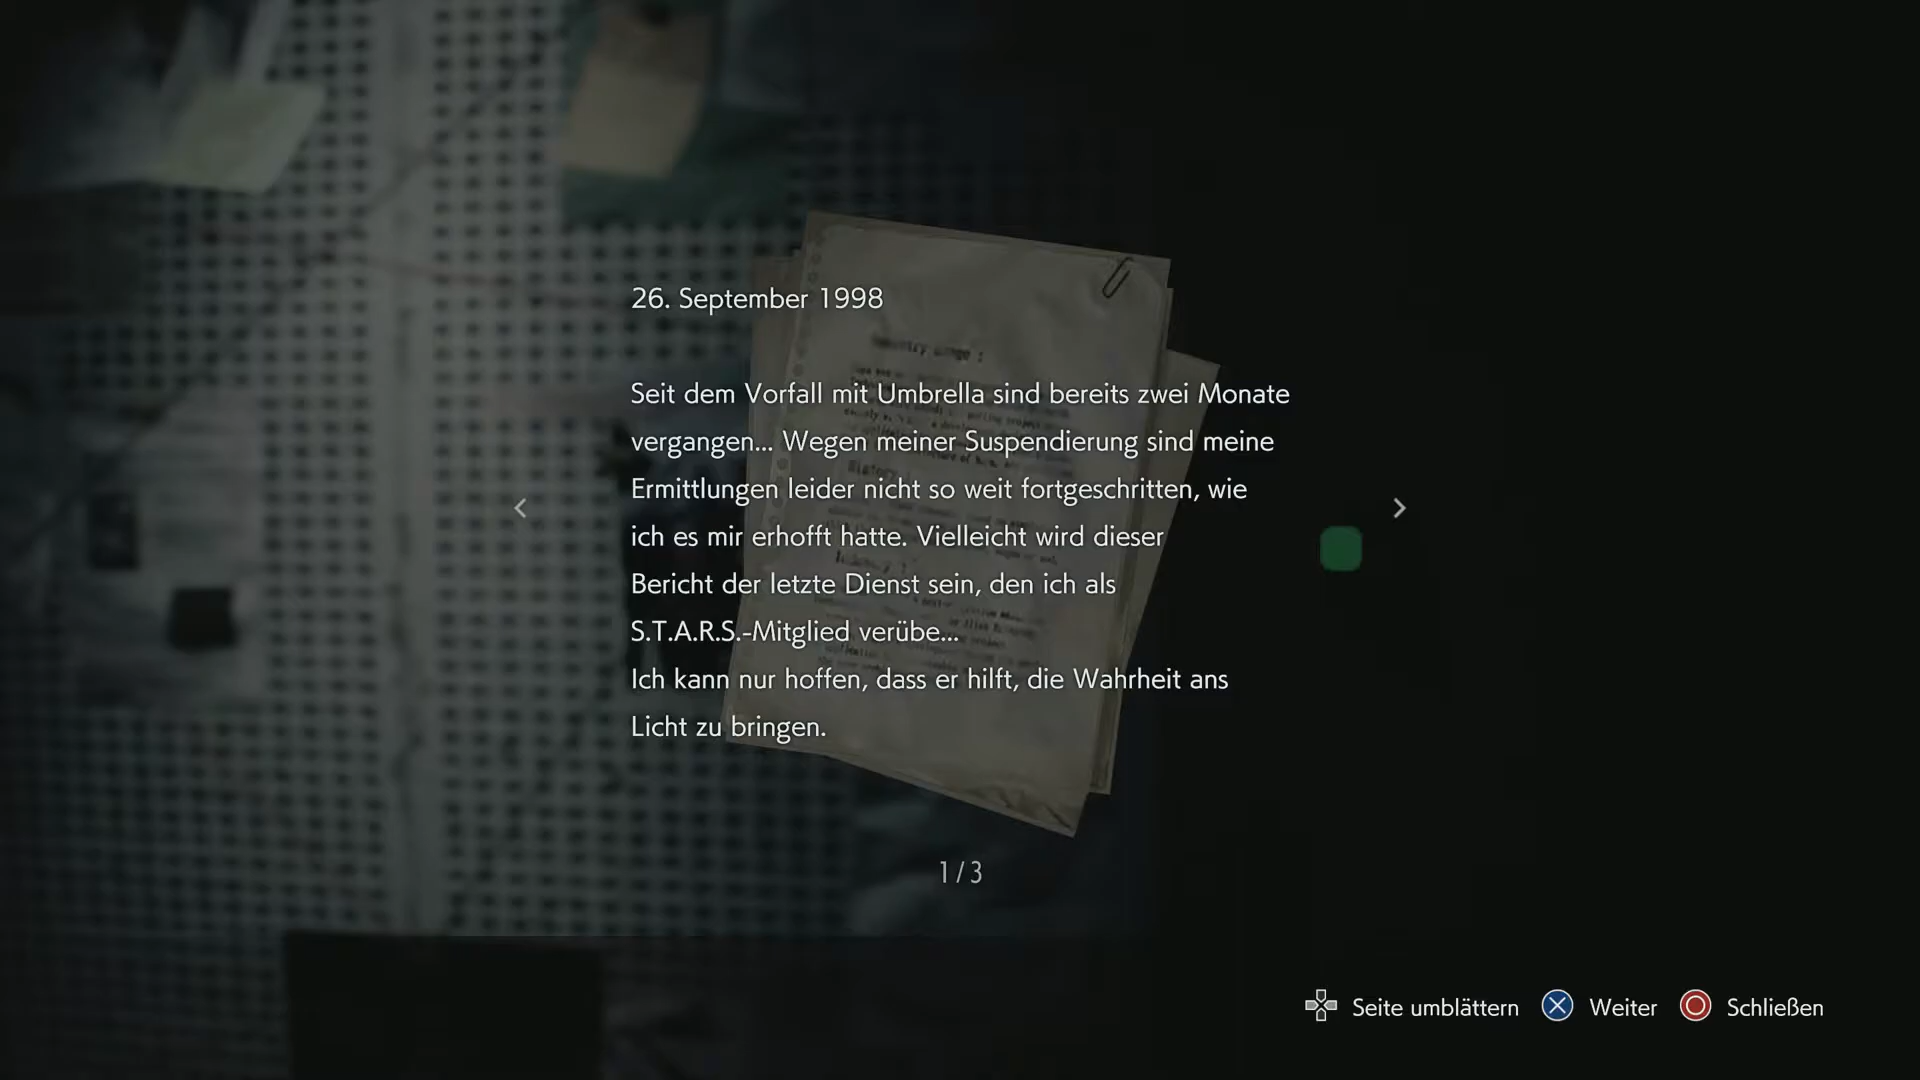 26. September 1998
Seit dem Vorfall mit Umbrella sind bereits zwei Monate
vergangen... Wegen meiner Suspendierung sind meine
Ermittlungen leider nicht so weit fortgeschritten, wie
ich es mir erhofft hatte. Vielleicht wird dieser
Bericht der letzte Dienst sein, den ich als
S.T.A.R.S.-Mitglied verübe...
Ich kann nur hoffen, dass er hilft, die Wahrheit ans
Licht zu bringen.
1 / 3
Seite umblättern Weiter Schließen